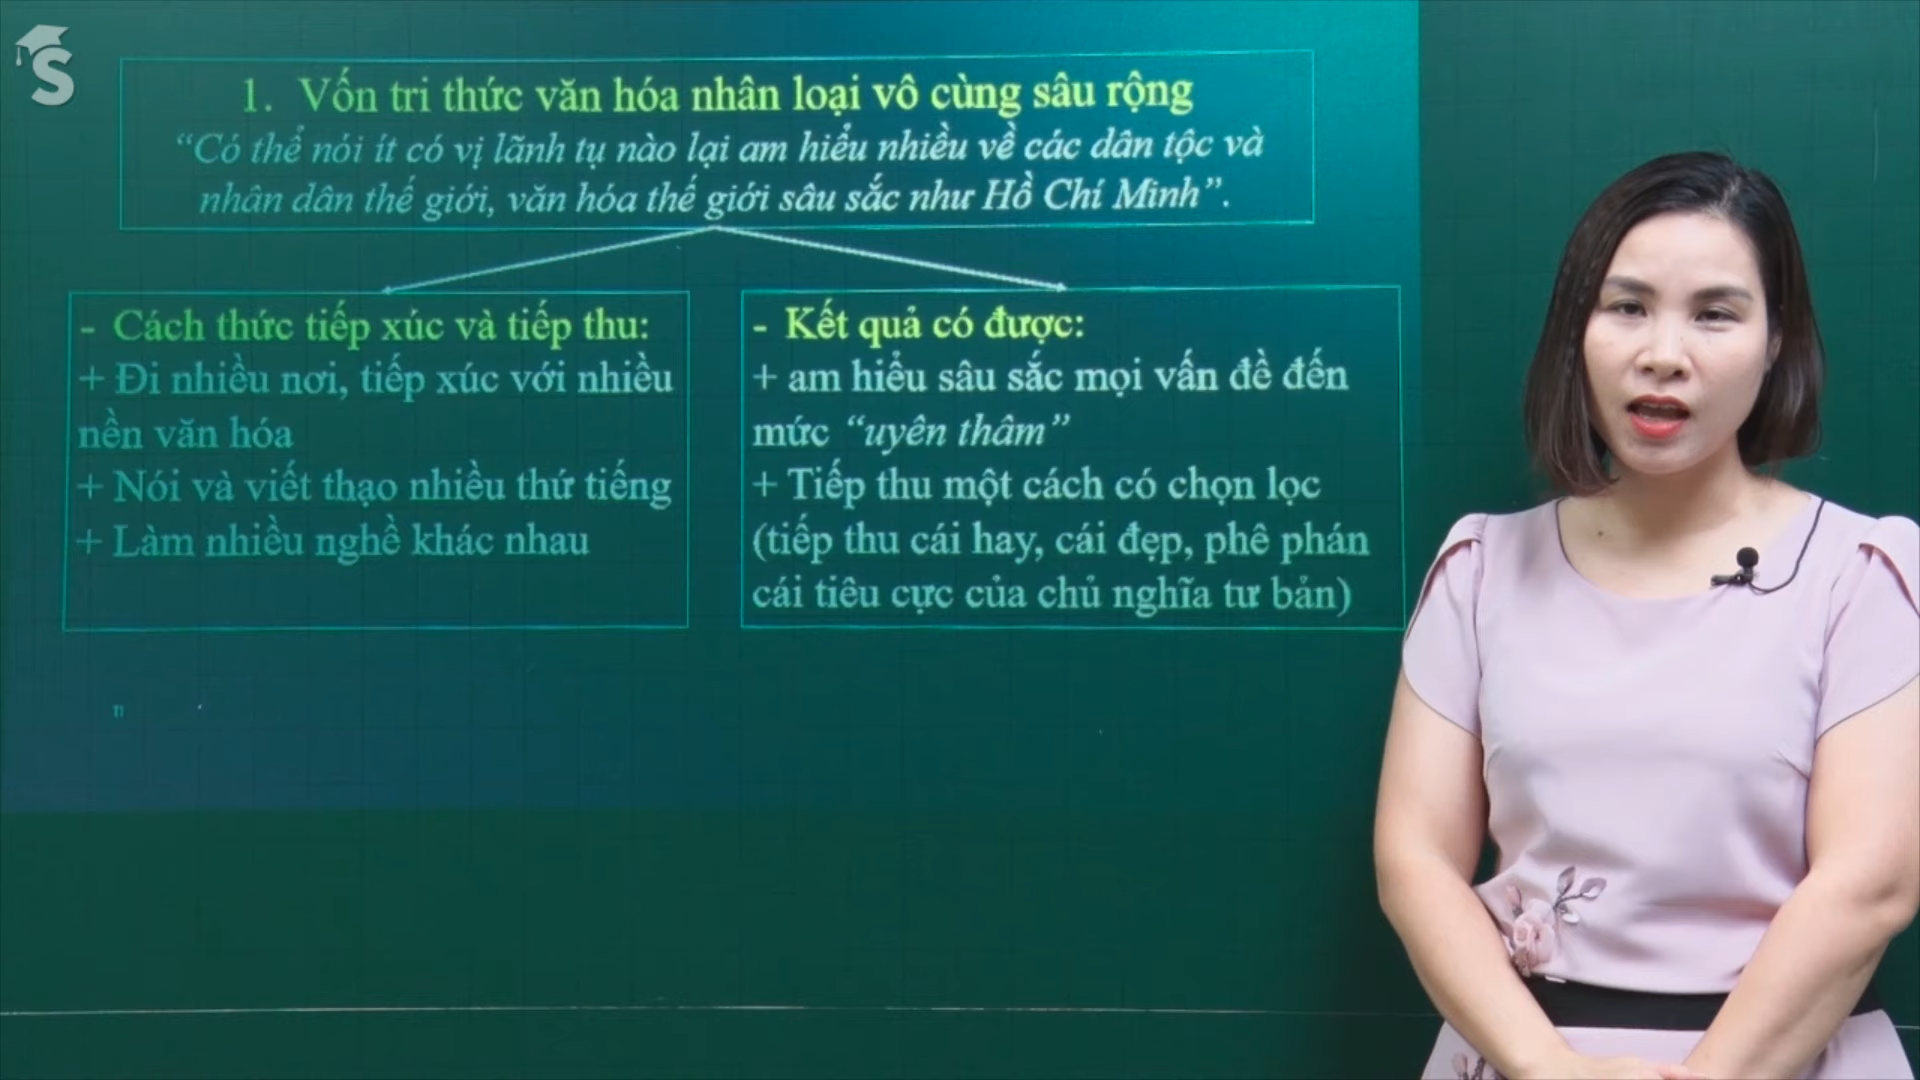 S
1. Vốn tri thức văn hóa nhân loại vô cùng sâu rộng
“Có thể nói ít có vị lãnh tụ nào lại am hiểu nhiều về các dân tộc và
nhân dân thế giới, văn hóa thế giới sâu sắc như Hồ Chí Minh”.
- Cách thức tiếp xúc và tiếp thu:
+ Đi nhiều nơi, tiếp xúc với nhiều
nền văn hóa
+ Nói và viết thạo nhiều thứ tiếng
+ Làm nhiều nghề khác nhau
- Kết quả có được:
+ am hiểu sâu sắc mọi vấn đề đến
mức “uyên thâm”
+ Tiếp thu một cách có chọn lọc
(tiếp thu cái hay, cái đẹp, phê phán
cái tiêu cực của chủ nghĩa tư bản)